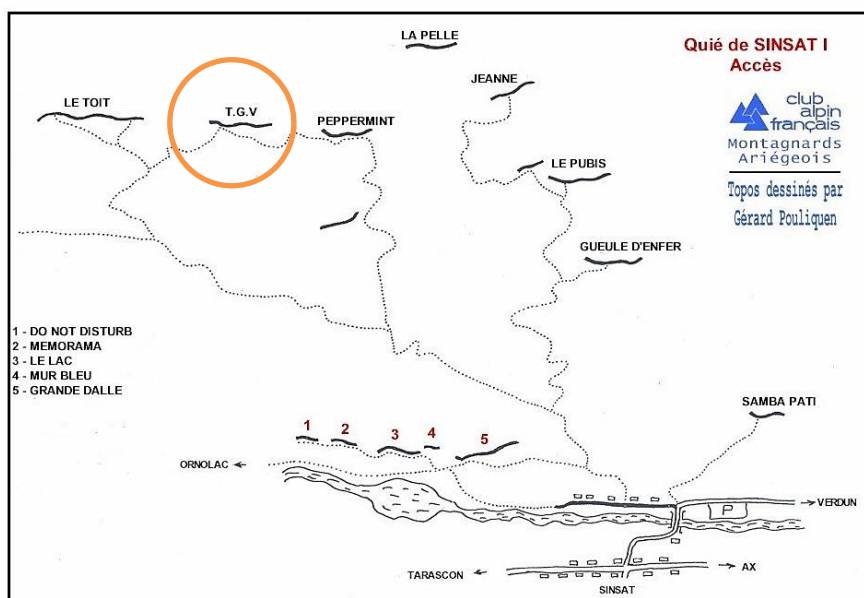 LA PELLE
Quié de SINSAT I
Accès
JEANNE
LE TOIT
T.G.V
PEPPERMINT
club
alpin
français
Montagnards
Ariégeois
LE PUBIS
Topos dessinés par
Gérard Pouliquen
GUEULE D'ENFER
1 - DO NOT DISTURB
2 - MEMORAMA
3 - LE LAC
4 - MUR BLEU
5 - GRANDE DALLE
SAMBA PATI
1
2
3
4
5
ORNOLAC
VERDUN
P
TARASCON
AX
SINSAT